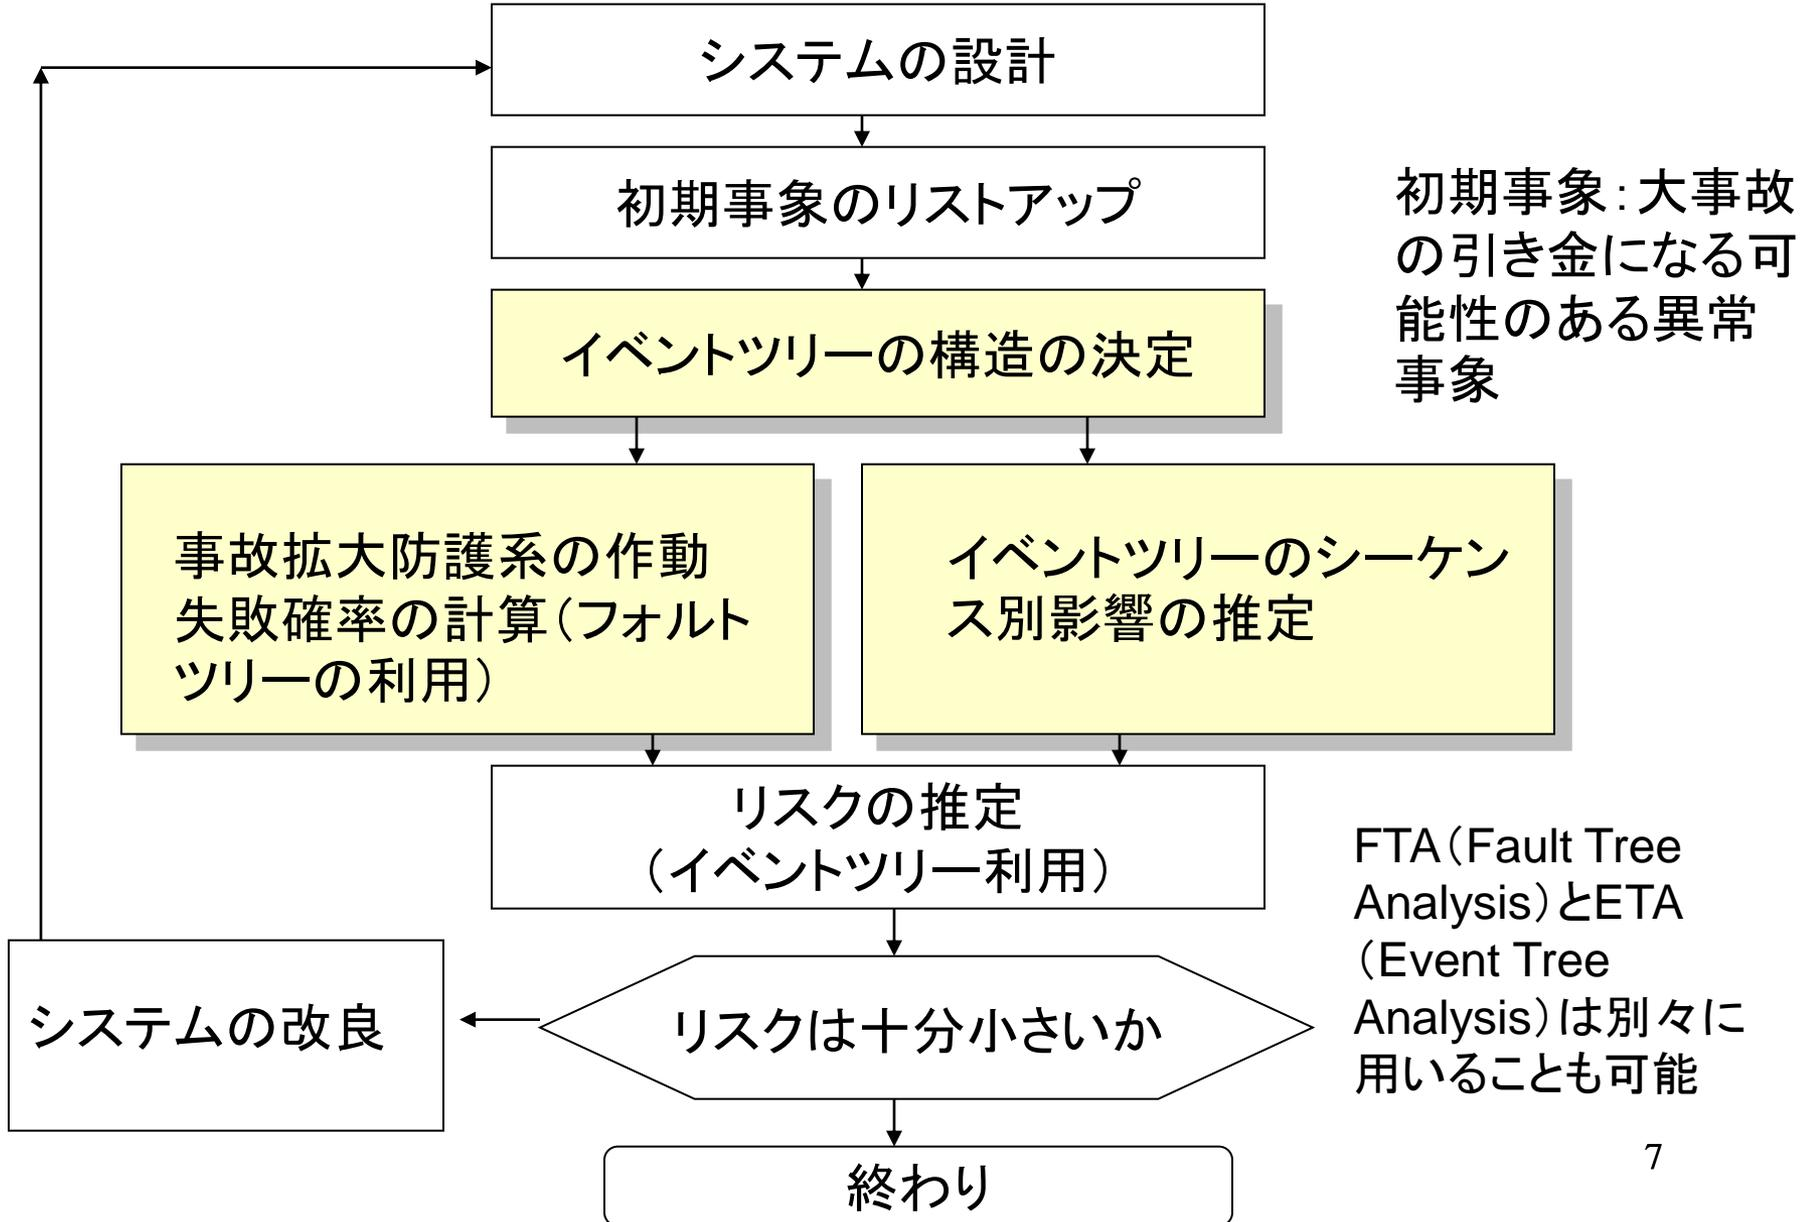 システムの設計
初期事象のリストアップ
初期事象:大事故
の引き金になる可
能性のある異常
事象
イベントツリーの構造の決定
事故拡大防護系の作動
失敗確率の計算(フォルト
ツリーの利用)
イベントツリーのシーケン
ス別影響の推定
リスクの推定
(イベントツリー利用)
FTA(Fault Tree
Analysis)とETA
(Event Tree
Analysis)は別々に
用いることも可能
システムの改良
リスクは十分小さいか
終わり
7